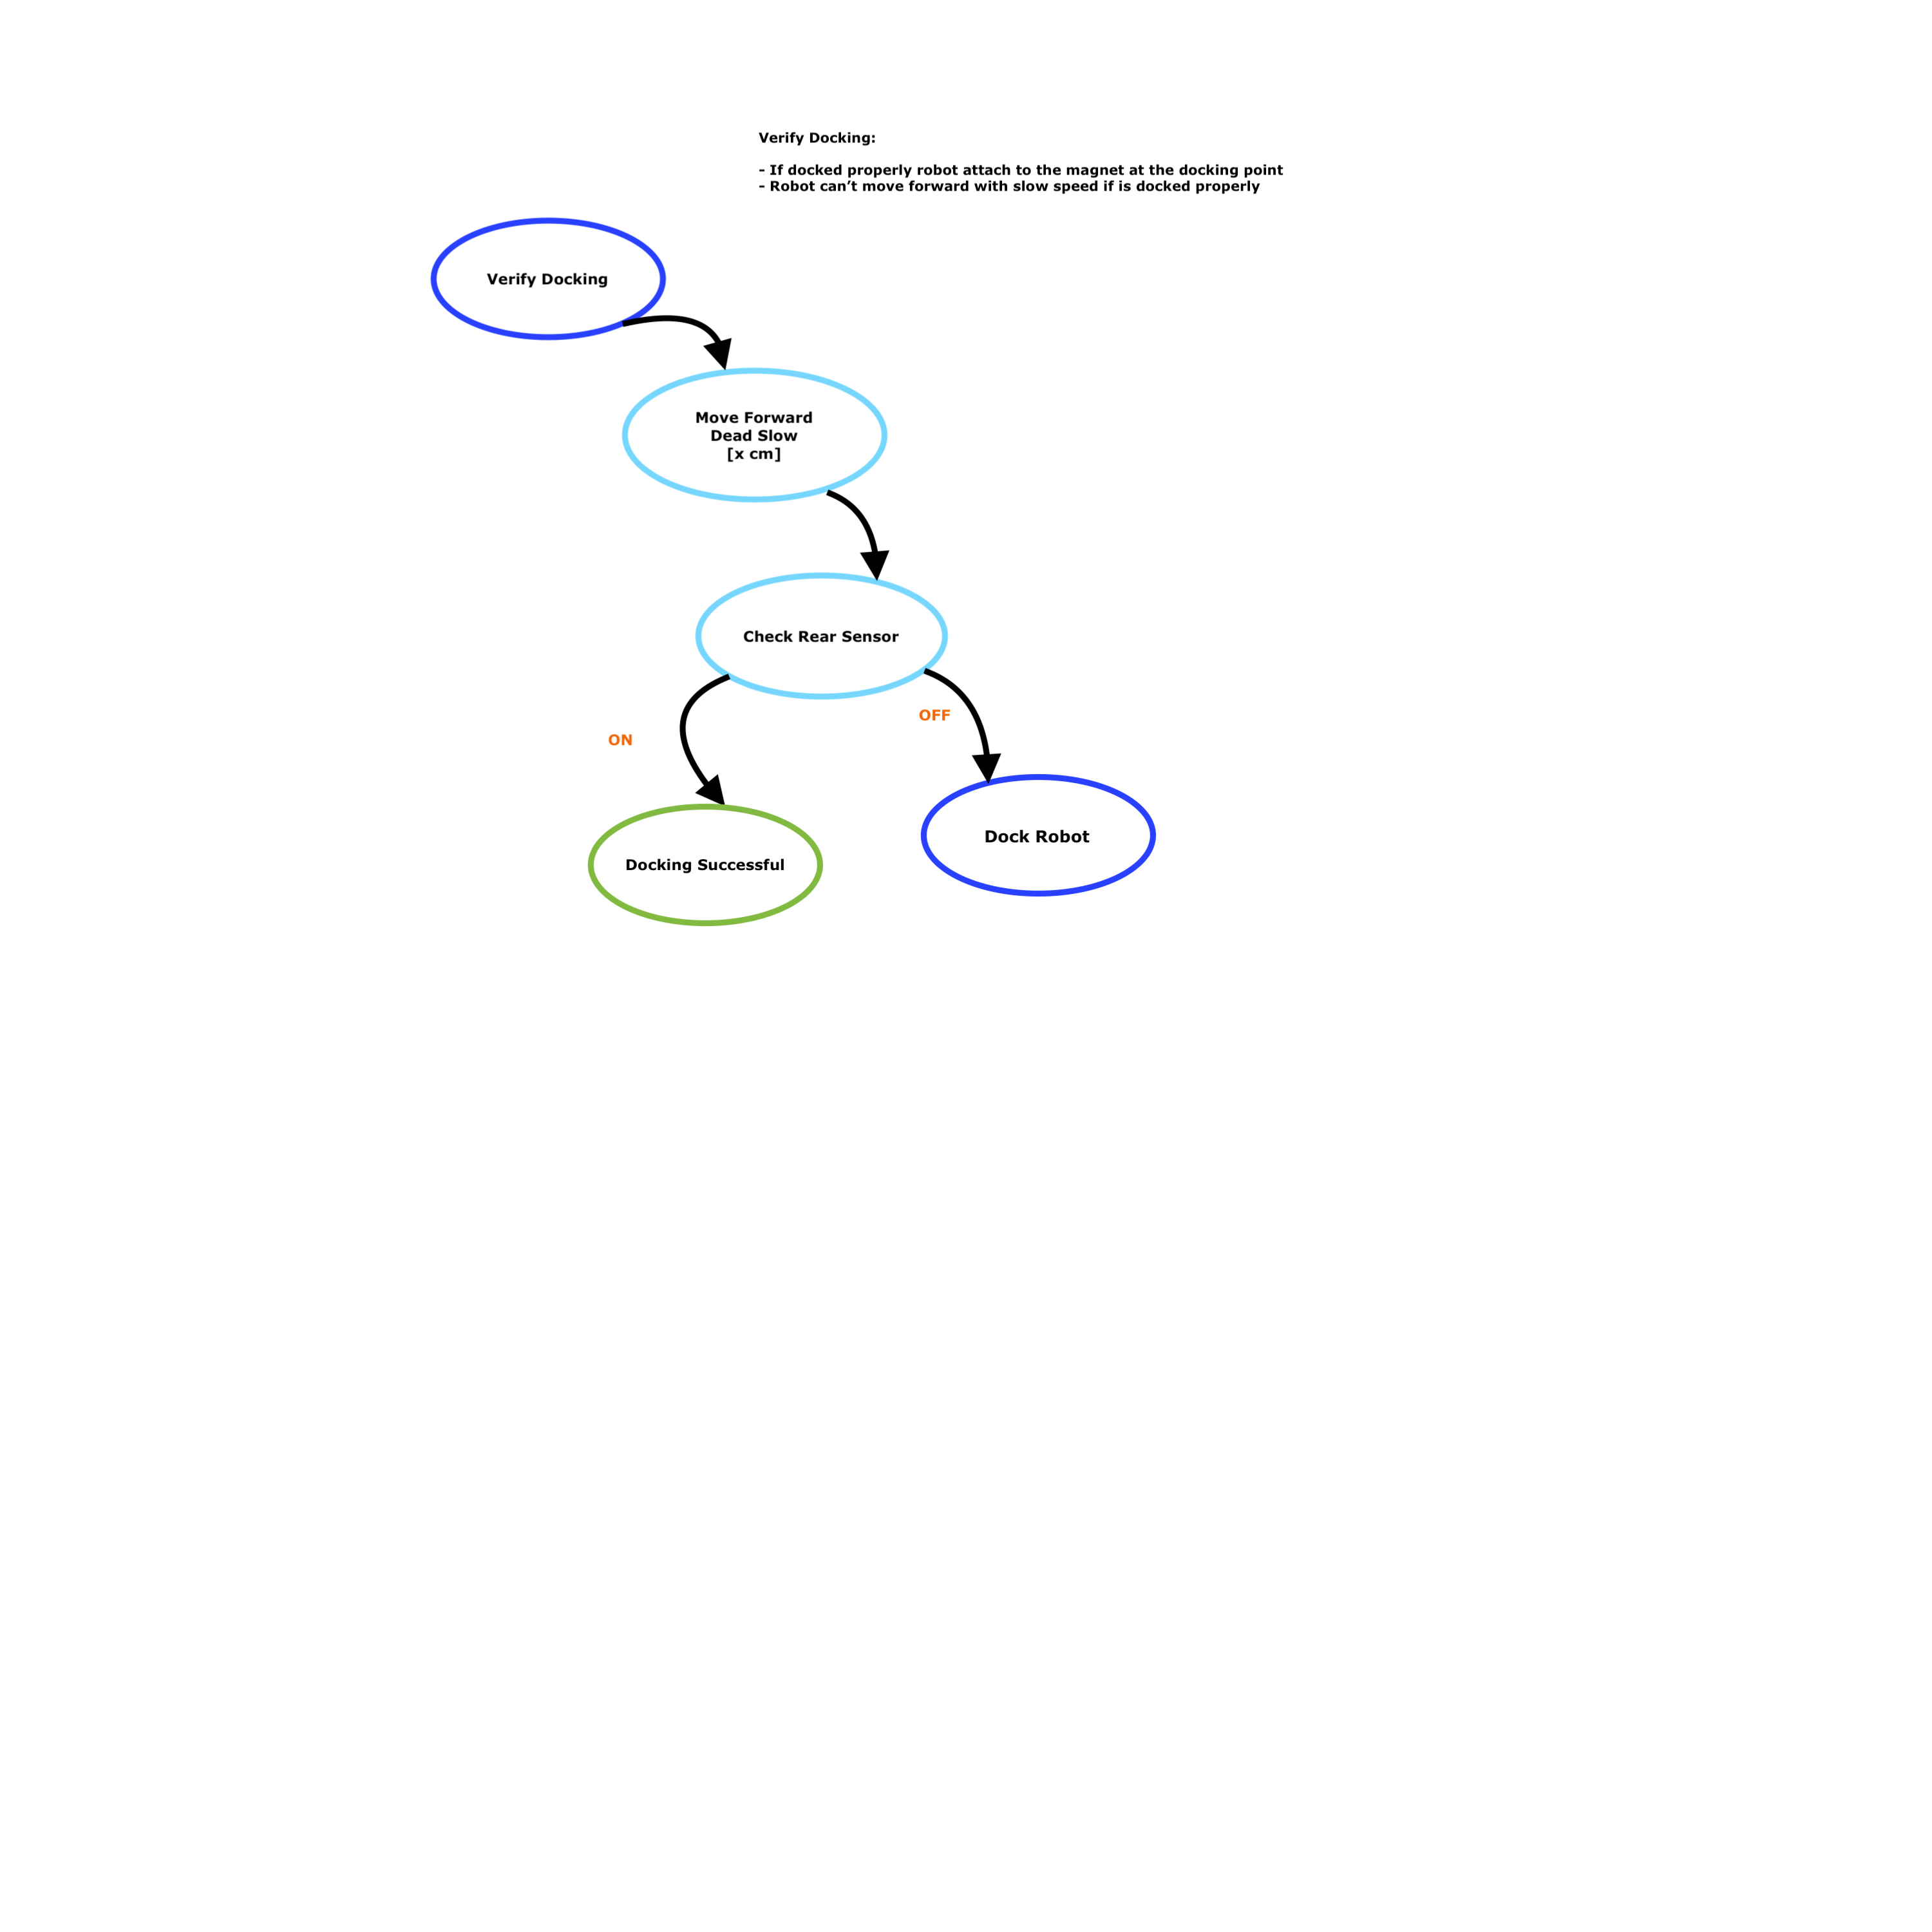 Verify Docking:
- If docked properly robot attach to the magnet at the docking point
- Robot can’t move forward with slow speed if is docked properly
Verify Docking
Move Forward
Dead Slow
[x cm]
Check Rear Sensor
OFF
ON
Dock Robot
Docking Successful